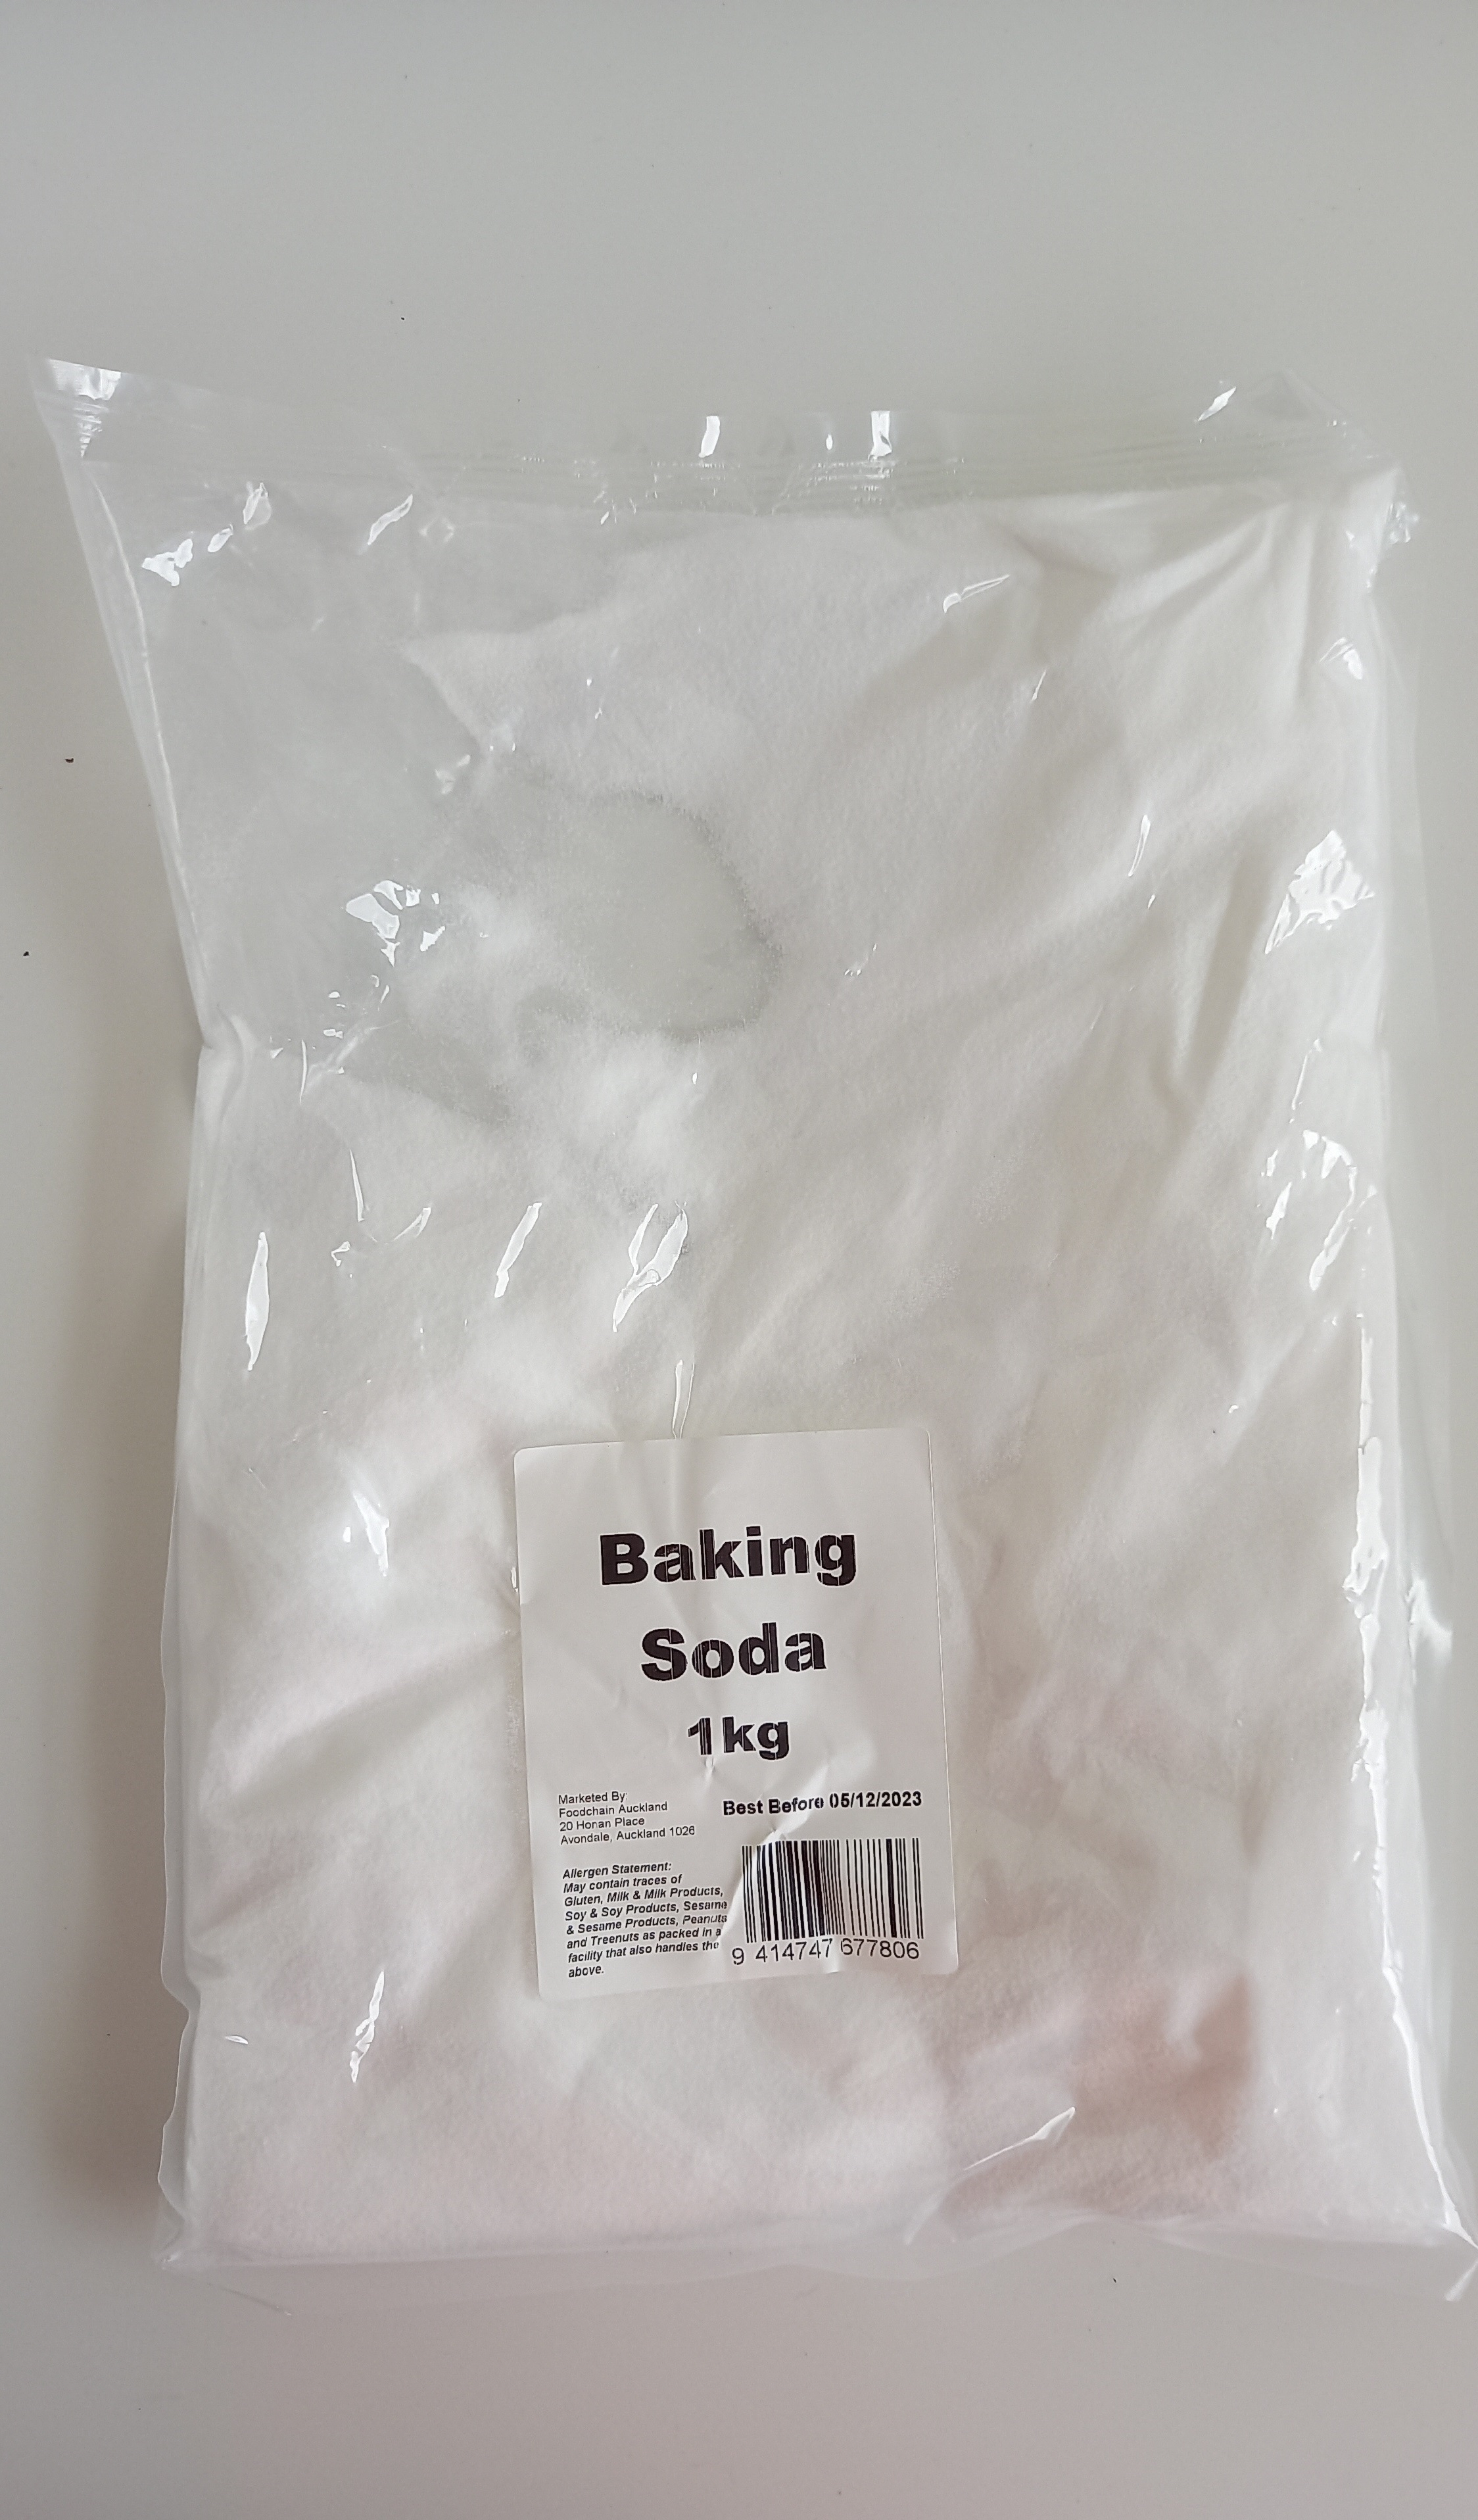 Baking
Soda
1kg
Marketed By:
Foodchain Auckland
20 Honan Place
Avondale, Auckland 1026
Best Before 05/12/2023
Allergen Statement:
May contain traces of
Gluten, Milk & Milk Products,
Soy & Soy Products, Sesame
& Sesame Products, Peanuts
and Treenuts as packed in a
facility that also handles the
above.
9 414747 677806